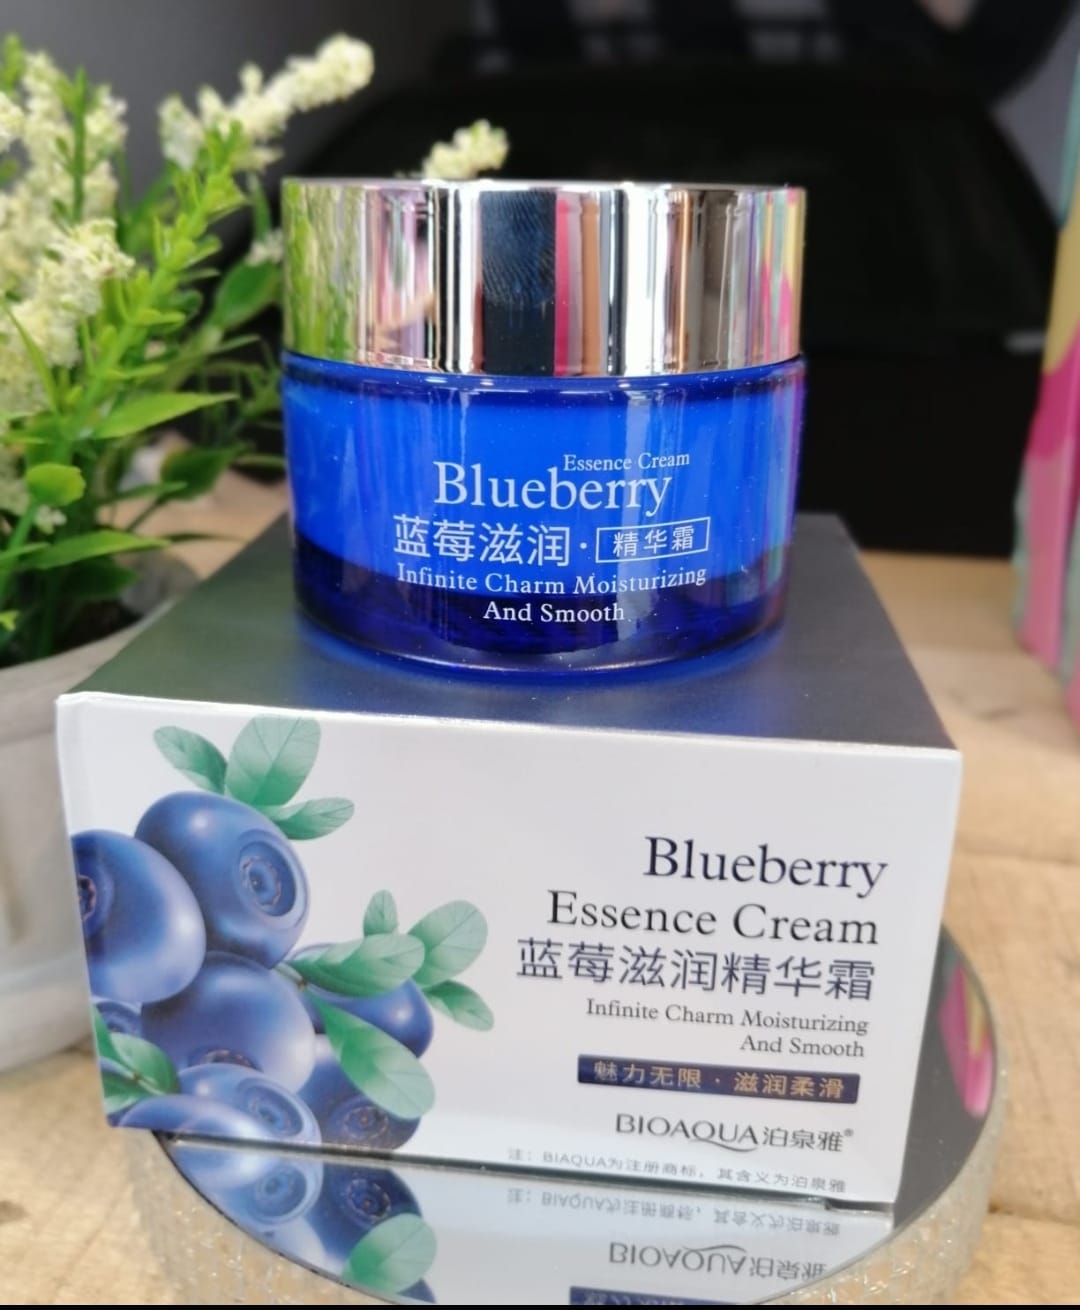 Essence Cream
Blueberry
蓝莓滋润·精华霜
Infinite Charm Moisturizing
And Smooth
Blueberry
Essence Cream
蓝莓滋润精华霜
Infinite Charm Moisturizing
And Smooth
魅力无限·滋润柔滑
BIOAQUA泊泉雅®
注：BIAQUA为注册商标，其含义为泊泉雅